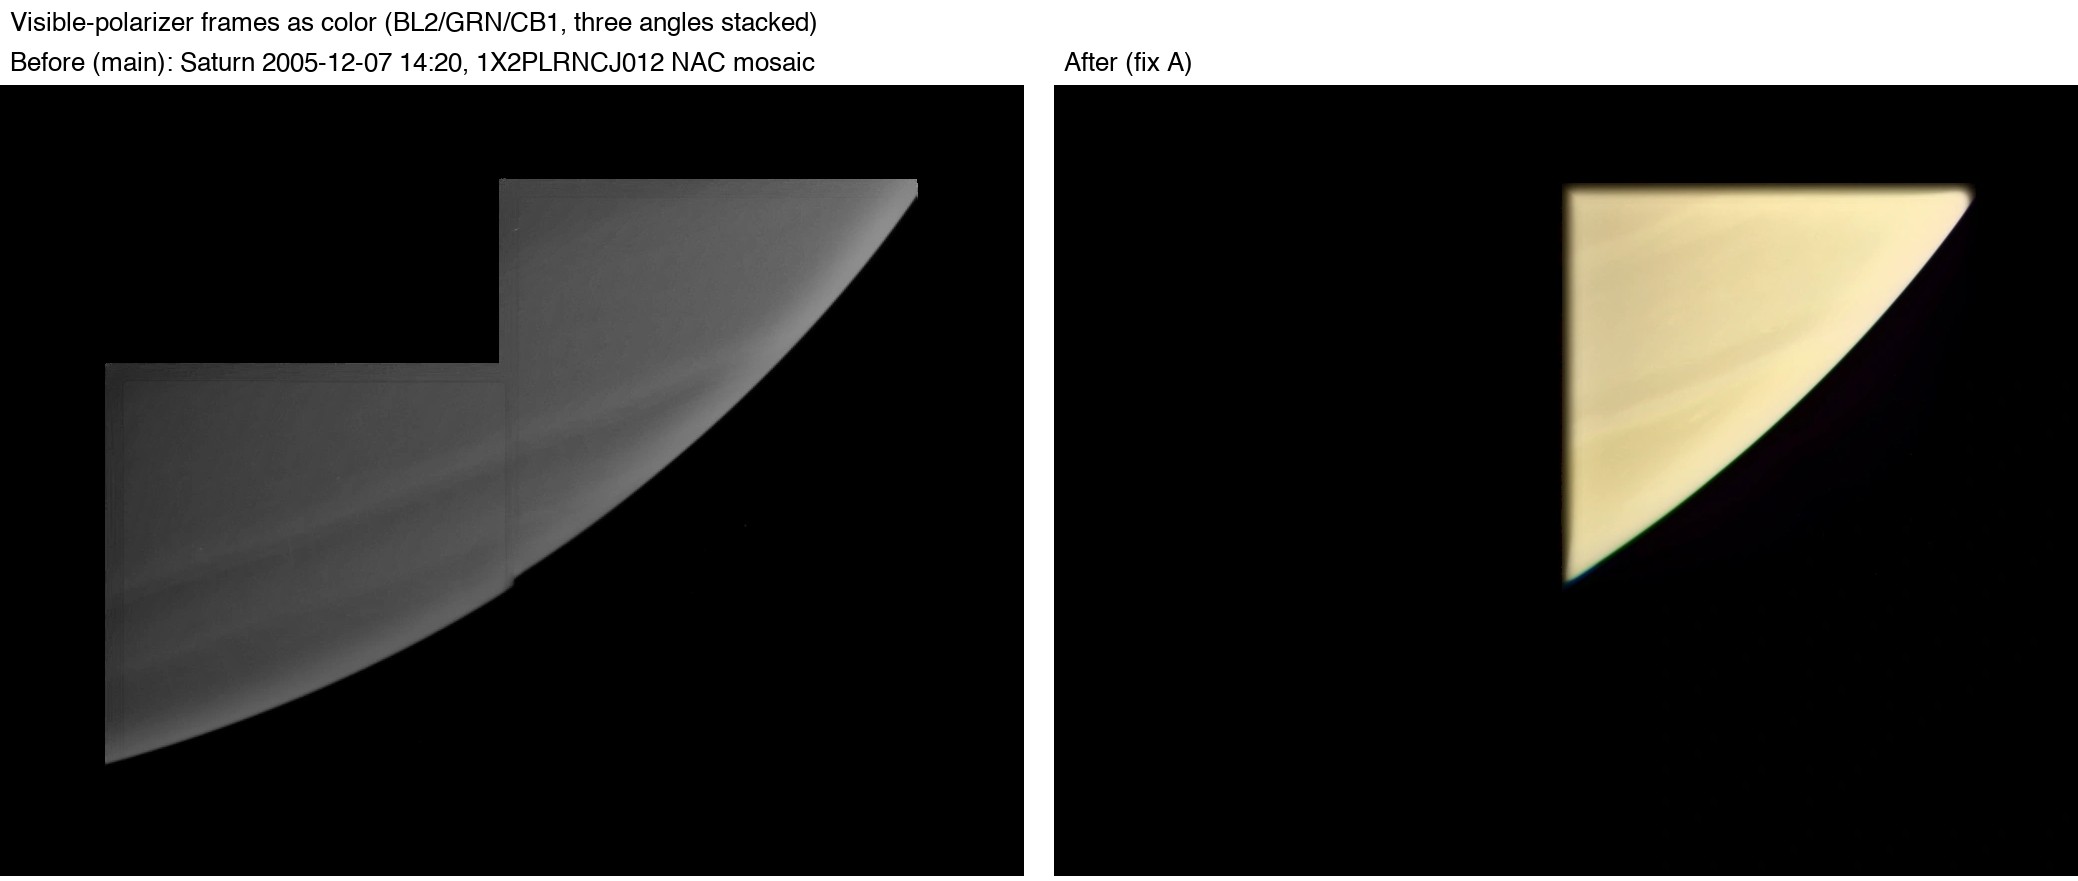 Visible-polarizer frames as color (BL2/GRN/CB1, three angles stacked)
Before (main): Saturn 2005-12-07 14:20, 1X2PLRNCJ012 NAC mosaic
After (fix A)